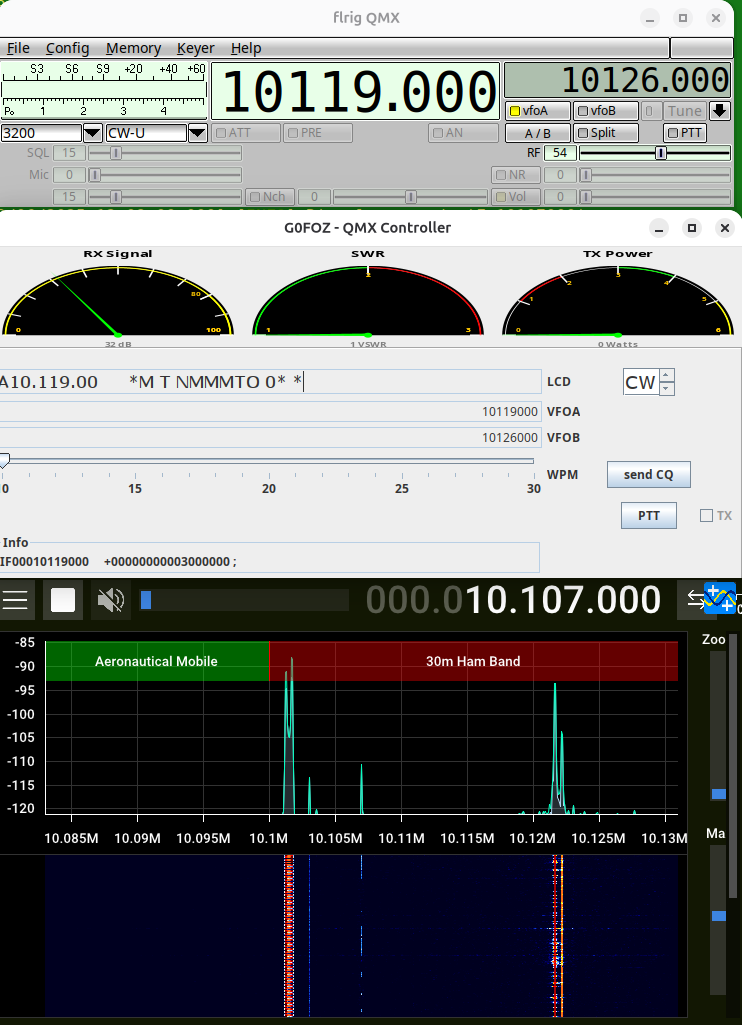 flrig QMX
File Config Memory Keyer Help
S3 S6 S9 +20 +40 +60
Po 1 2 3 4
10119.000
10126.000
vfoA vfoB Tune
3200 CW-U ATT PRE AN A / B Split PTT
SQL 15 RF 54
Mic 0 NR 0
15 Nch 0 Vol 0
G0FOZ - QMX Controller
RX Signal SWR TX Power
0 80 100
1 2 3
0 1 2 3 4 5 6
32 dB 1 VSWR 0 Watts
A10.119.00 *M T NMMMTO 0* * LCD CW
10119000 VFOA
10126000 VFOB
WPM send CQ
10 15 20 25 30
PTT TX
Info
IF00010119000 +00000000003000000 ;
000.010.107.000
Zoo
-85
Aeronautical Mobile 30m Ham Band
-90
-95
-100
-105
-110
-115
-120
Ma
10.085M 10.09M 10.095M 10.1M 10.105M 10.11M 10.115M 10.12M 10.125M 10.13M